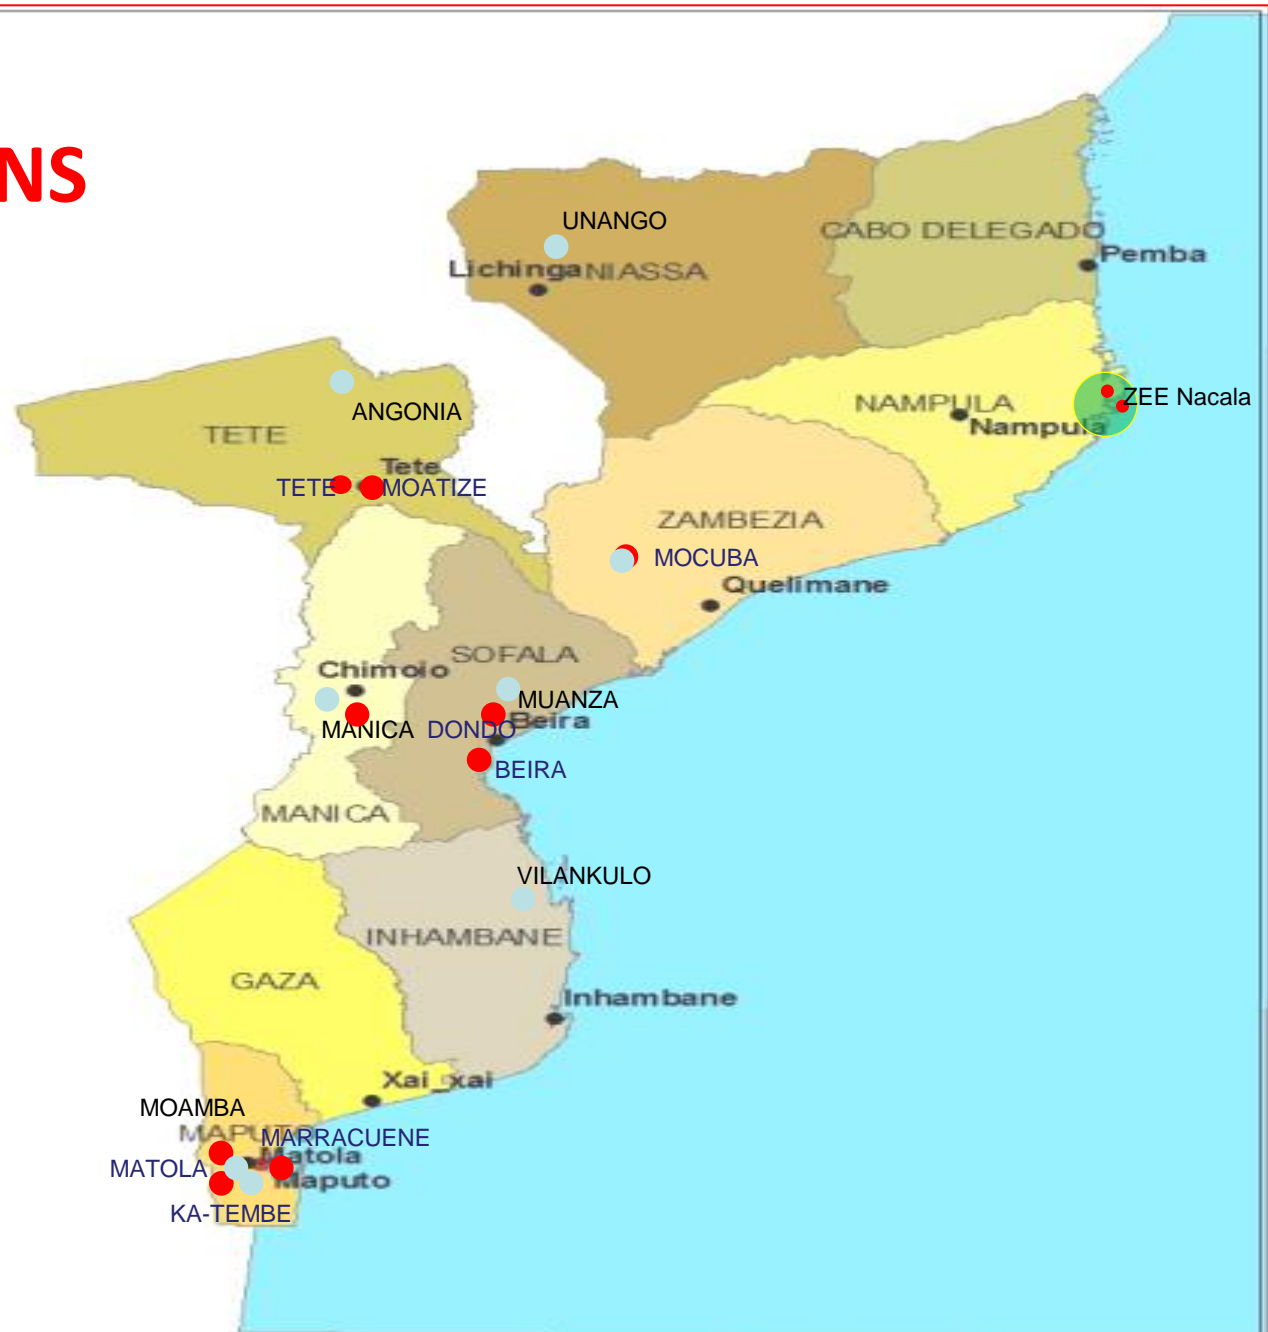 NS
UNANGO
CABO DELEGADO
Pemba
Lichinga NIASSA
ANGONIA
ZEE Nacala
NAMPULA
Nampula
TETE
Tete
TETE MOATIZE
ZAMBEZIA
MOCUBA
Quelimane
SOFALA
Chimoio
MUANZA
MANICA DONDO Beira
BEIRA
MANICA
VILANKULO
INHAMBANE
GAZA
Inhambane
Xai_xai
MOAMBA
MAPUTO
MARRACUENE
Matola
MATOLA
Maputo
KA-TEMBE